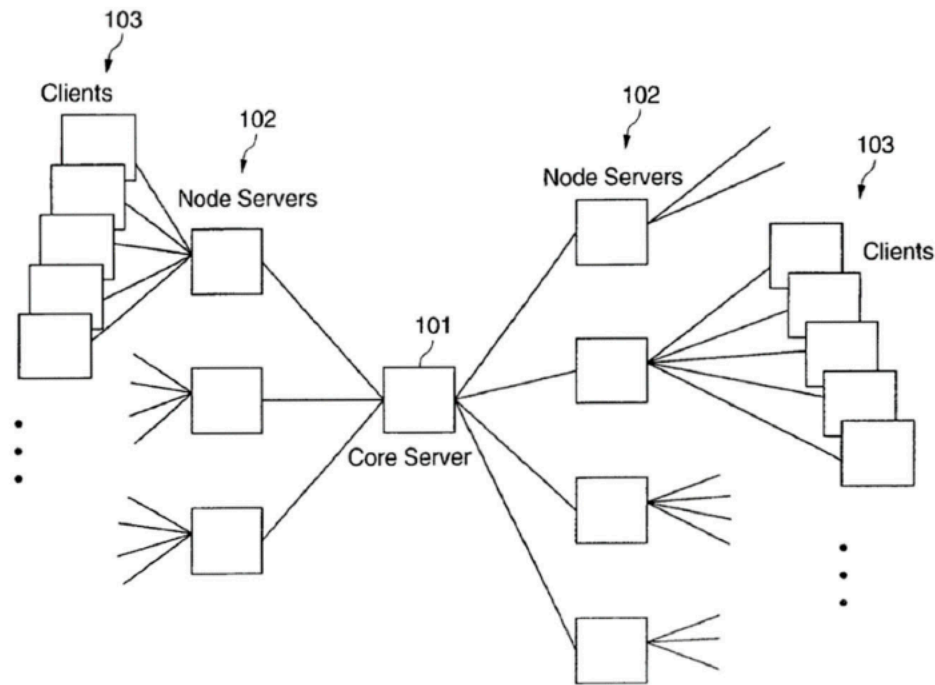 103
Clients
102
Node Servers
102
Node Servers
103
Clients
101
Core Server